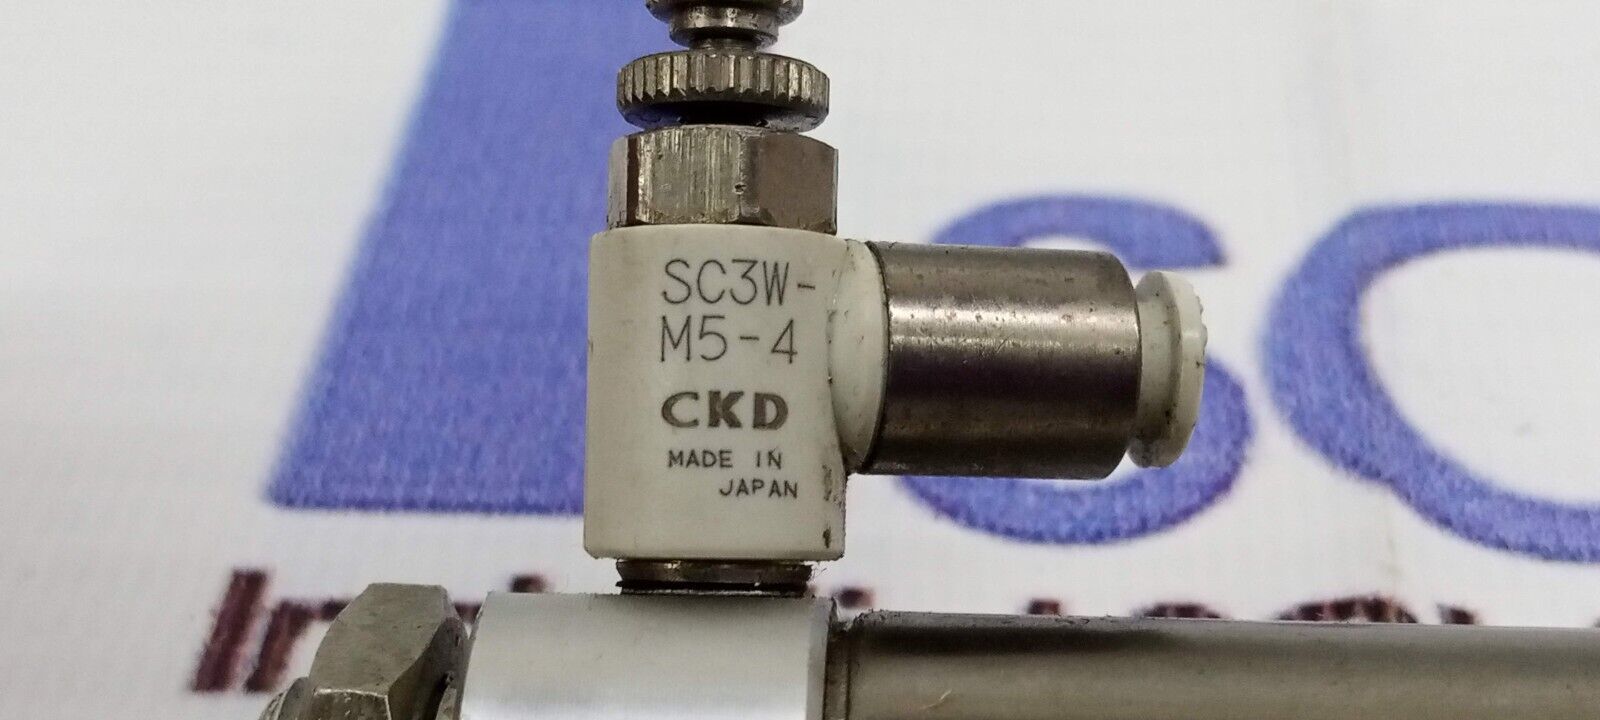 SC3W-
M5-4
CKD
MADE IN
JAPAN